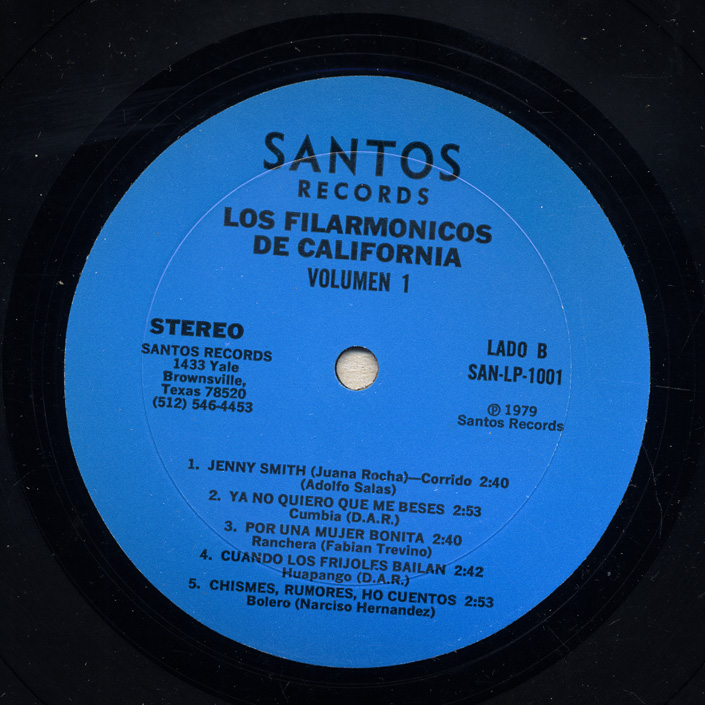 SANTOS
RECORDS
LOS FILARMONICOS
DE CALIFORNIA
VOLUMEN 1
STEREO
SANTOS RECORDS
1433 Yale
Brownsville,
Texas 78520
(512) 546-4453
LADO B
SAN-LP-1001
℗ 1979
Santos Records
1. JENNY SMITH (Juana Rocha)—Corrido 2:40
(Adolfo Salas)
2. YA NO QUIERO QUE ME BESES 2:53
Cumbia (D.A.R.)
3. POR UNA MUJER BONITA 2:40
Ranchera (Fabian Trevino)
4. CUANDO LOS FRIJOLES BAILAN 2:42
Huapango (D.A.R.)
5. CHISMES, RUMORES, HO CUENTOS 2:53
Bolero (Narciso Hernandez)